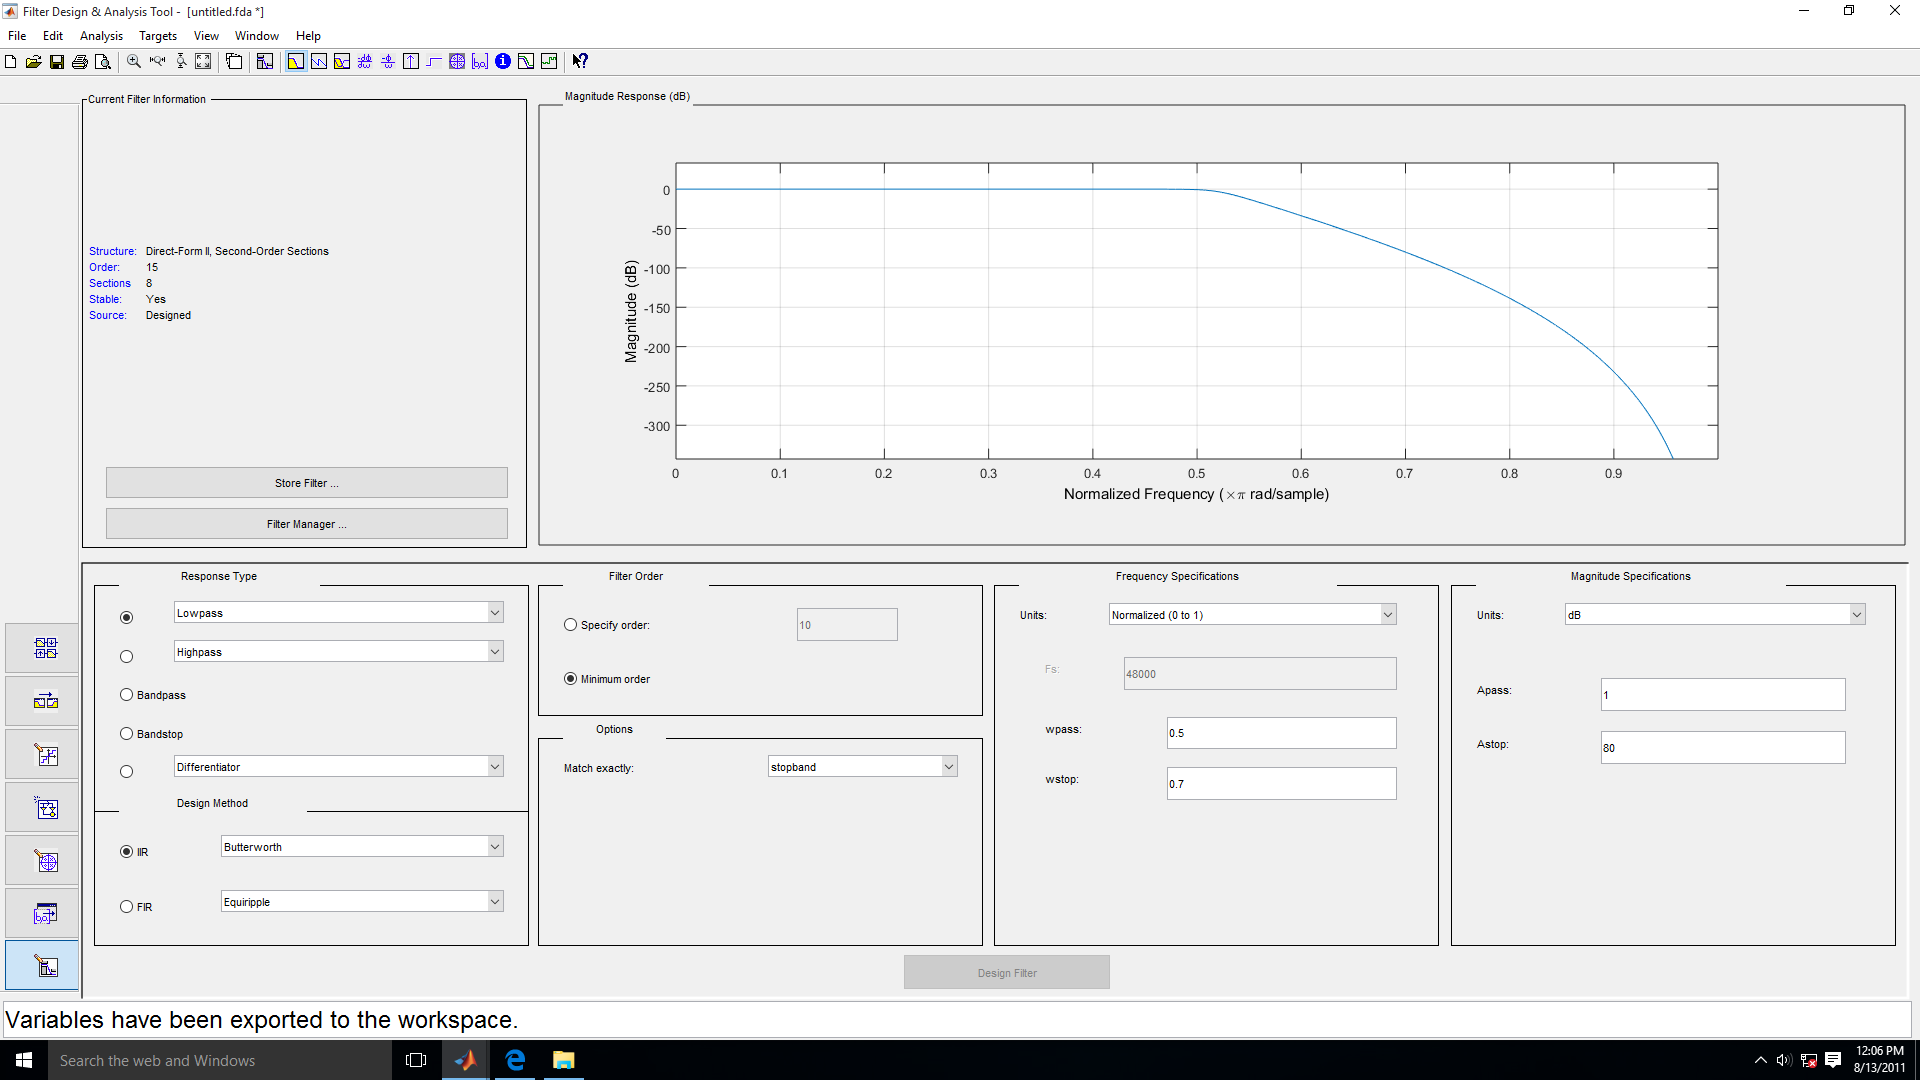 Filter Design & Analysis Tool - [untitled.fda *]
File Edit Analysis Targets View Window Help
Current Filter Information
Structure: Direct-Form II, Second-Order Sections
Order: 15
Sections 8
Stable: Yes
Source: Designed
Store Filter ...
Filter Manager ...
Magnitude Response (dB)
Magnitude (dB)
0
-50
-100
-150
-200
-250
-300
0 0.1 0.2 0.3 0.4 0.5 0.6 0.7 0.8 0.9
Normalized Frequency (×π rad/sample)
Response Type
Lowpass
Highpass
Bandpass
Bandstop
Differentiator
Design Method
IIR Butterworth
FIR Equiripple
Filter Order
Specify order: 10
Minimum order
Options
Match exactly: stopband
Frequency Specifications
Units: Normalized (0 to 1)
Fs: 48000
wpass: 0.5
wstop: 0.7
Magnitude Specifications
Units: dB
Apass: 1
Astop: 80
Design Filter
Variables have been exported to the workspace.
Search the web and Windows
12:06 PM
8/13/2011